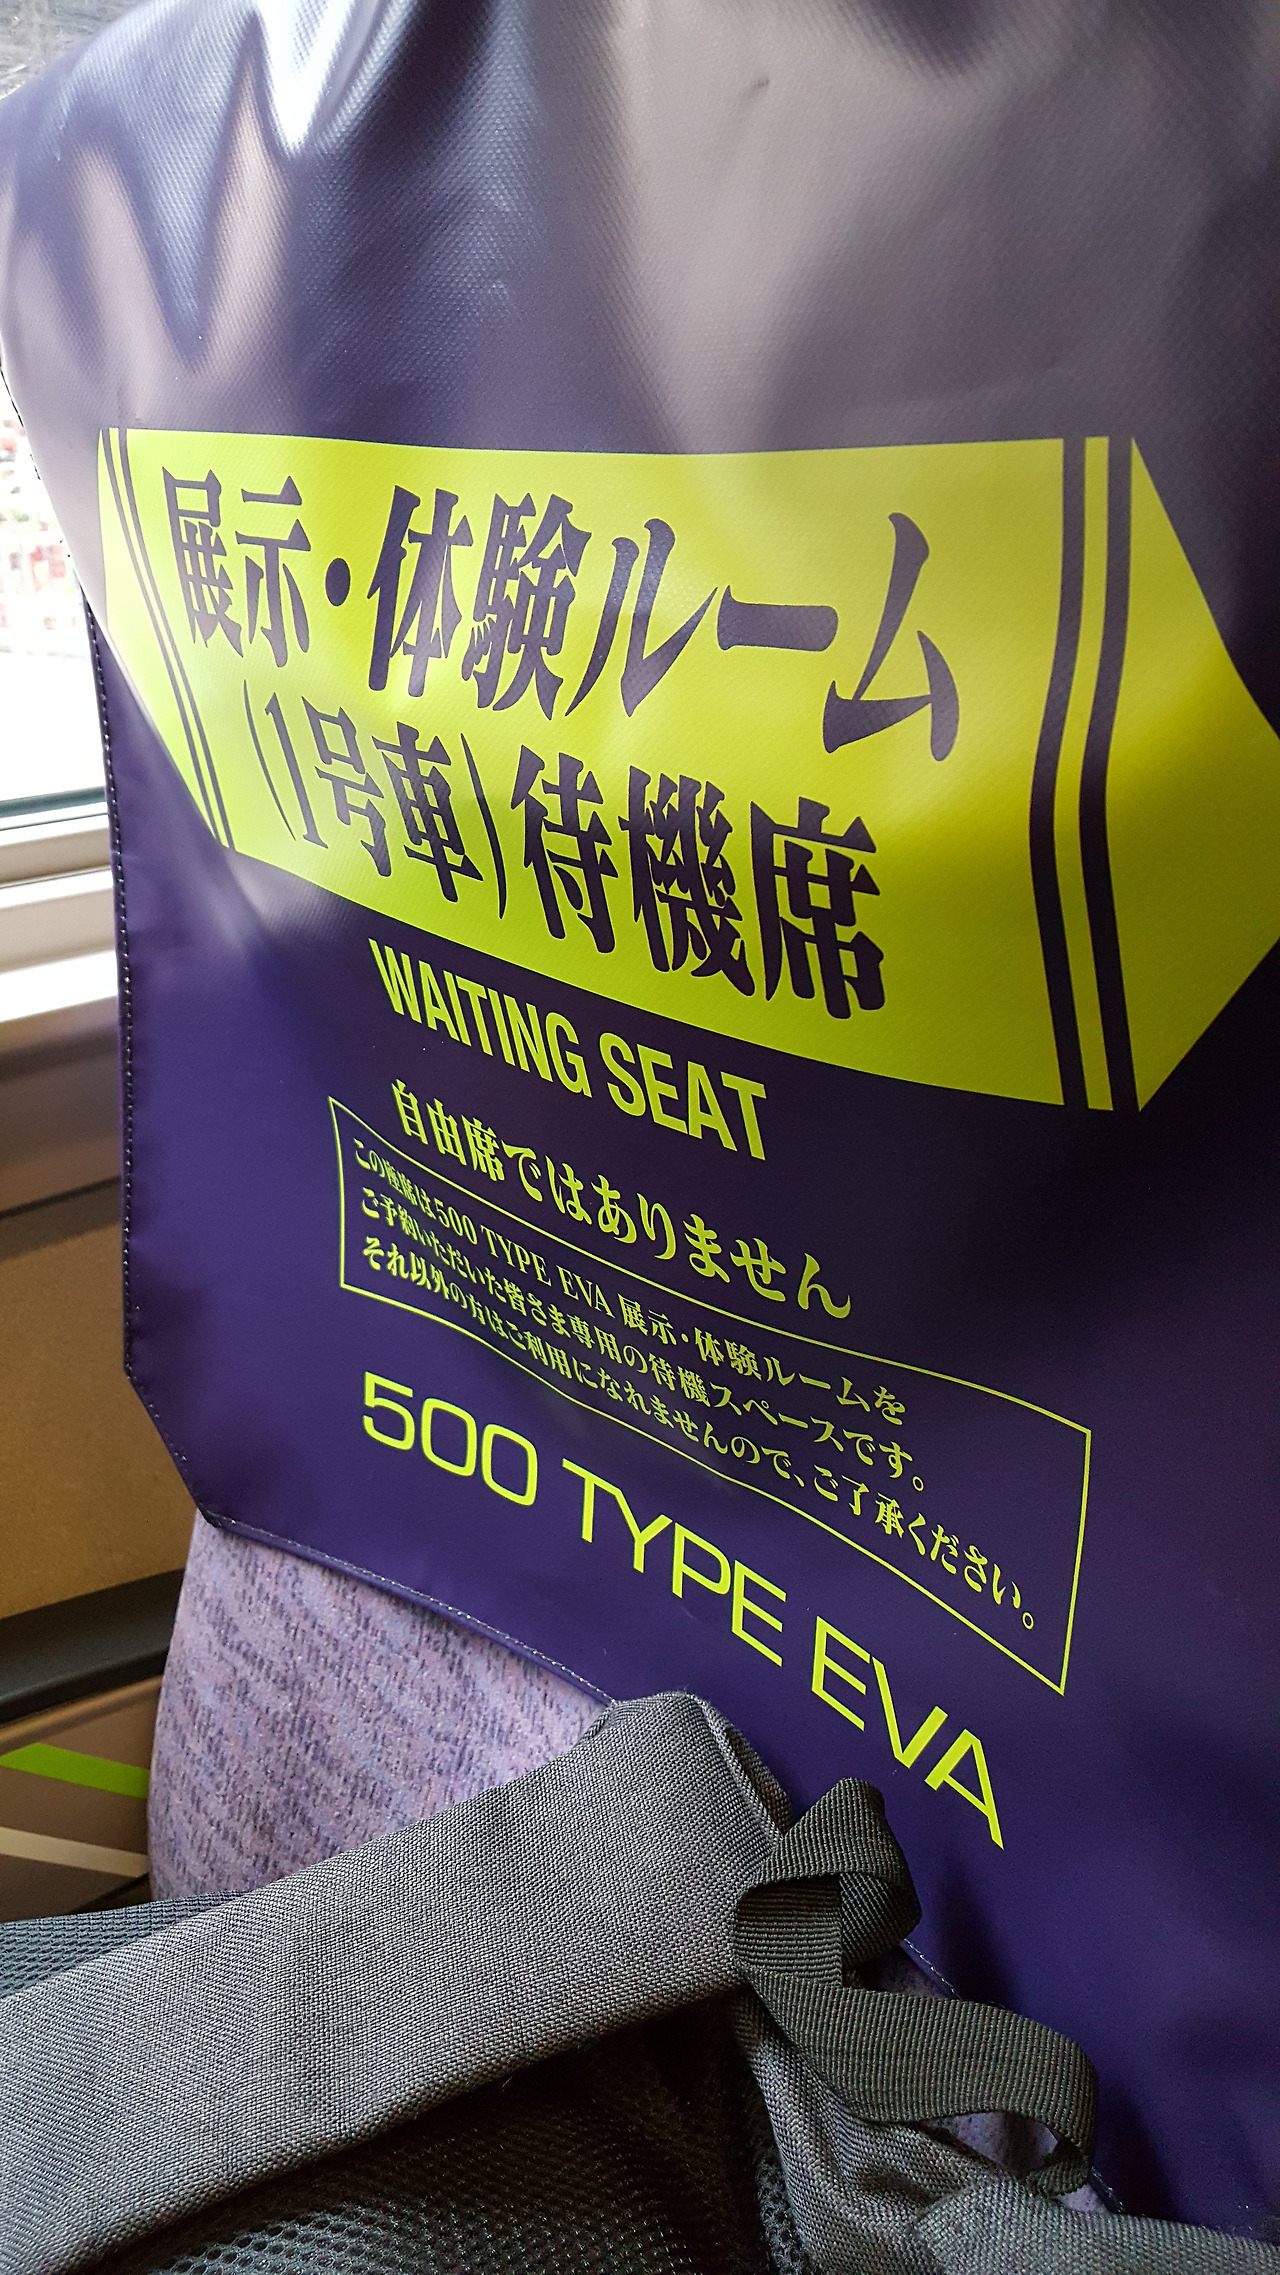 展示・体験ルーム
(1号車)待機席
WAITING SEAT
自由席ではありません
この座席は500 TYPE EVA 展示・体験ルームを
ご予約いただいた皆さま専用の待機スペースです。
それ以外の方はご利用になれませんので、ご了承ください。
500 TYPE EVA